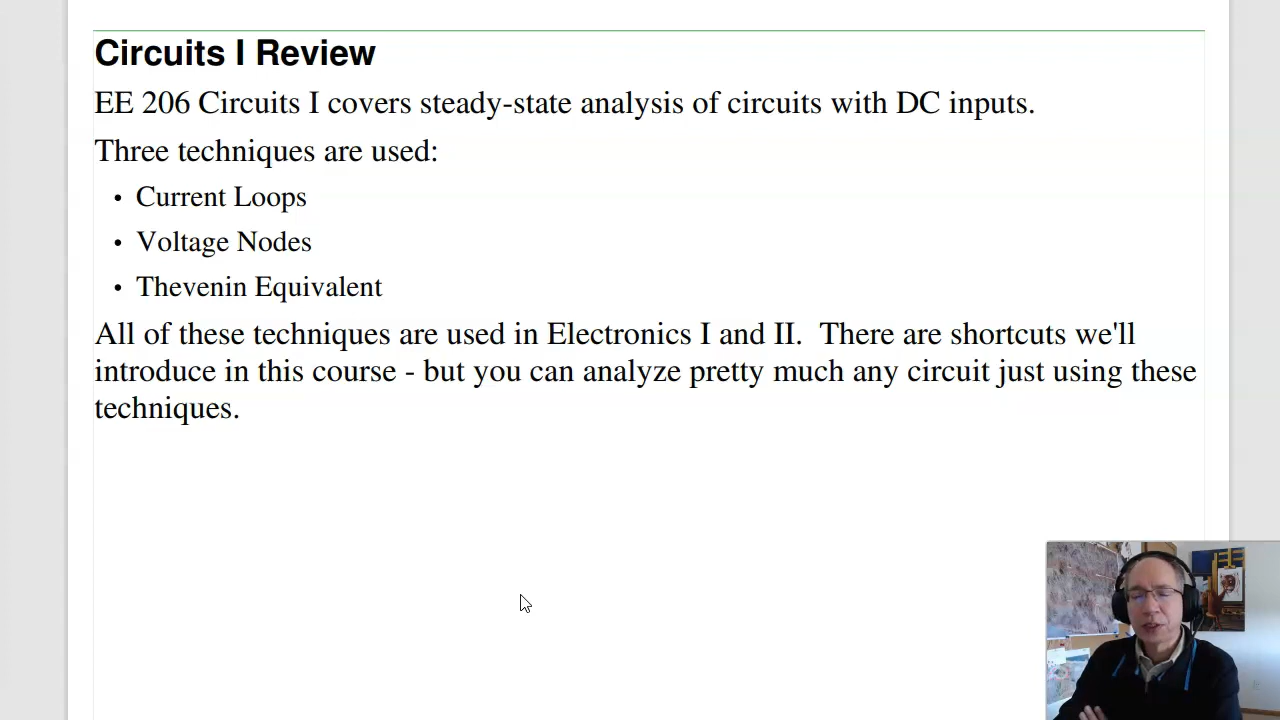 Circuits I Review
EE 206 Circuits I covers steady-state analysis of circuits with DC inputs.
Three techniques are used:
• Current Loops
• Voltage Nodes
• Thevenin Equivalent
All of these techniques are used in Electronics I and II.  There are shortcuts we'll
introduce in this course - but you can analyze pretty much any circuit just using these
techniques.